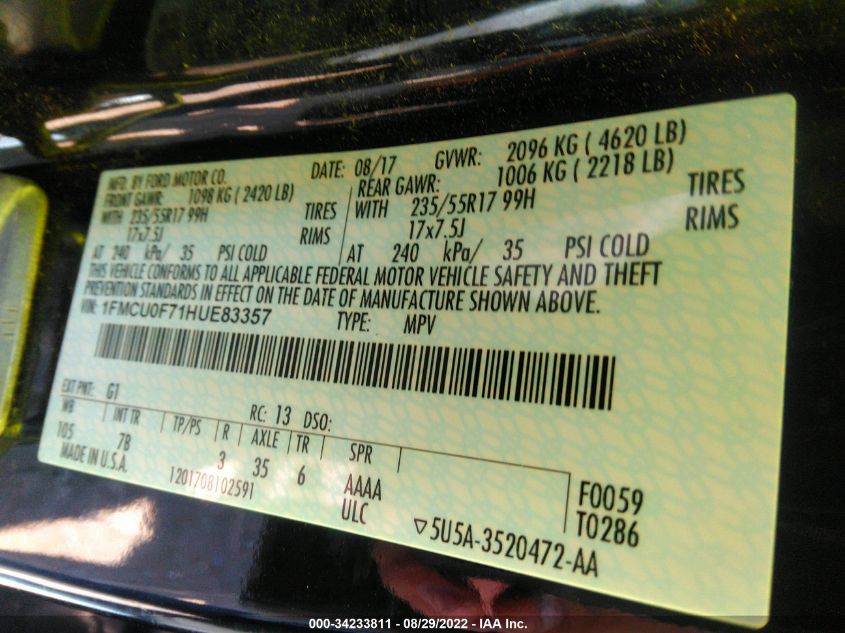 MFD. BY FORD MOTOR CO.
DATE: 08/17 GVWR: 2096 KG ( 4620 LB)
FRONT GAWR: 1098 KG ( 2420 LB)
WITH 235/55R17 99H TIRES
17x7.5J RIMS
AT 240 kPa/ 35 PSI COLD
REAR GAWR: 1006 KG ( 2218 LB)
WITH 235/55R17 99H TIRES
17x7.5J RIMS
AT 240 kPa/ 35 PSI COLD
THIS VEHICLE CONFORMS TO ALL APPLICABLE FEDERAL MOTOR VEHICLE SAFETY AND THEFT
PREVENTION STANDARDS IN EFFECT ON THE DATE OF MANUFACTURE SHOWN ABOVE.
VIN: 1FMCU0F71HUE83357 TYPE: MPV
EXT PNT: G1 RC: 13 DSO:
WB INT TR TP/PS R AXLE TR SPR
105 7B 3 35 6 AAAA
ULC
MADE IN U.S.A.
1201708102591
F0059
T0286
▽5U5A-3520472-AA
000-34233811 - 08/29/2022 - IAA Inc.